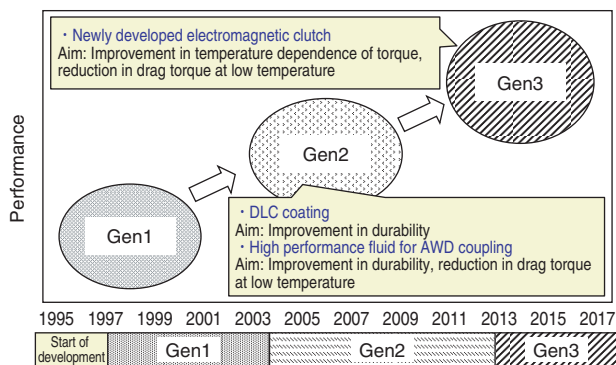 ・Newly developed electromagnetic clutch
Aim: Improvement in temperature dependence of torque,
reduction in drag torque at low temperature
Gen3
Gen2
Gen1
・DLC coating
Aim: Improvement in durability
・High performance fluid for AWD coupling
Aim: Improvement in durability, reduction in drag torque
at low temperature
Performance
1995 1997 1999 2001 2003 2005 2007 2009 2011 2013 2015 2017
Start of
development
Gen1
Gen2
Gen3